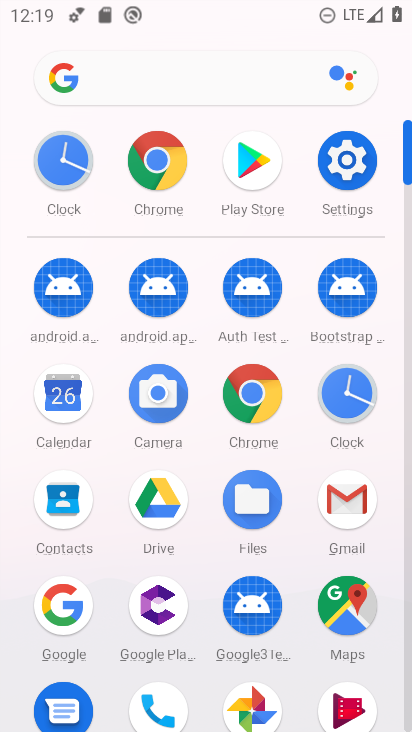 12:19 LTE
Clock Chrome Play Store Settings
android.a... android.ap... Auth Test ... Bootstrap ...
26
Calendar Camera Chrome Clock
Contacts Drive Files Gmail
Google Google Pla... Google3Te... Maps